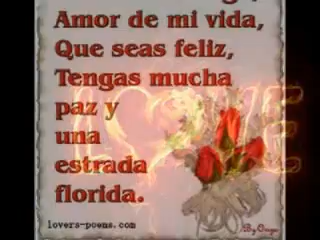 Amor de mi vida,
Que seas feliz,
Tengas mucha
paz y
una
estrada
florida.
LOVE
lovers-poems.com